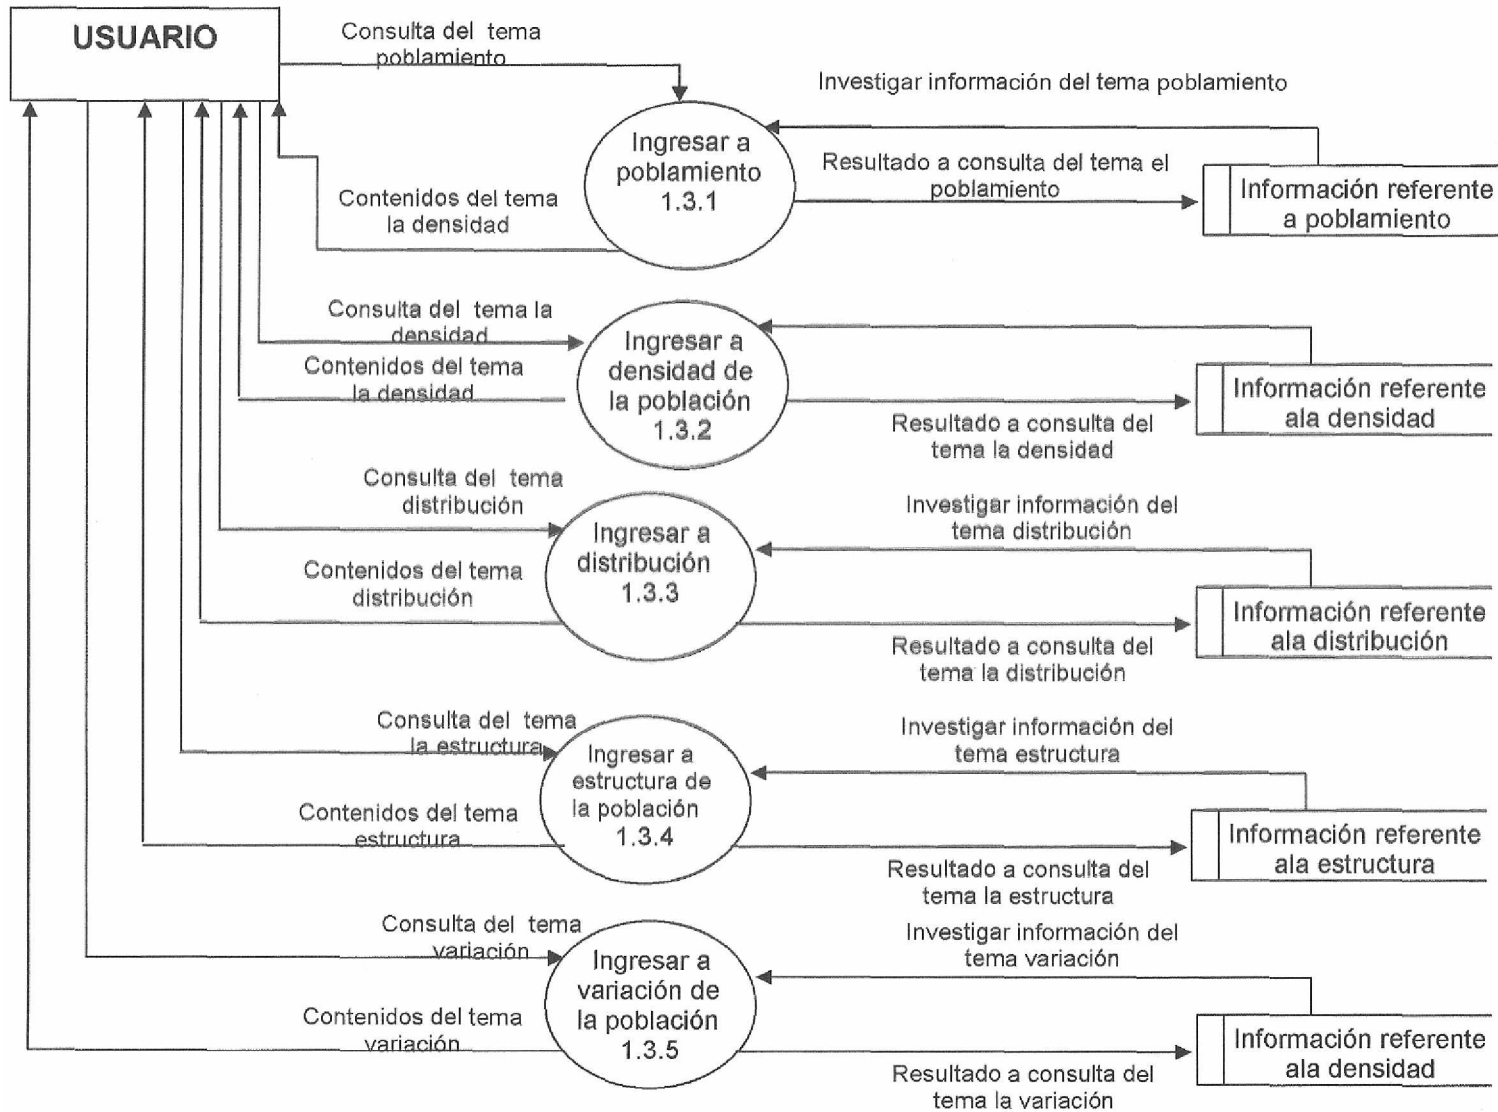 USUARIO
Consulta del tema
poblamiento
Investigar información del tema poblamiento
Ingresar a
poblamiento
1.3.1
Resultado a consulta del tema el
poblamiento
Información referente
a poblamiento
Contenidos del tema
la densidad
Consulta del tema la
densidad
Contenidos del tema
la densidad
Ingresar a
densidad de
la población
1.3.2
Información referente
ala densidad
Resultado a consulta del
tema la densidad
Consulta del tema
distribución
Investigar información del
tema distribución
Ingresar a
distribución
1.3.3
Contenidos del tema
distribución
Información referente
ala distribución
Resultado a consulta del
tema la distribución
Consulta del tema
la estructura
Investigar información del
tema estructura
Ingresar a
estructura de
la población
1.3.4
Contenidos del tema
estructura
Información referente
ala estructura
Resultado a consulta del
tema la estructura
Consulta del tema
variación
Investigar información del
tema variación
Ingresar a
variación de
la población
1.3.5
Contenidos del tema
variación
Información referente
ala densidad
Resultado a consulta del
tema la variación